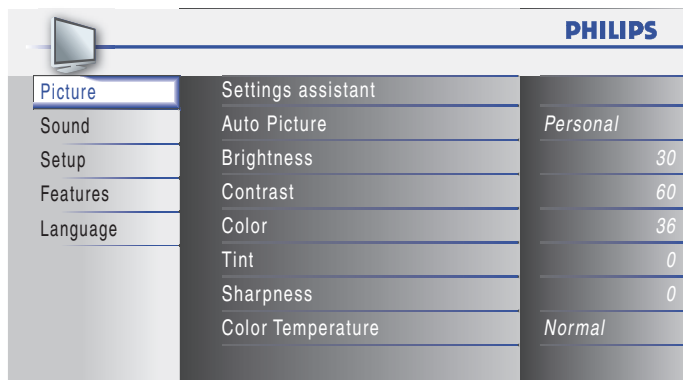 PHILIPS
Picture
Sound
Setup
Features
Language
Settings assistant
Auto Picture Personal
Brightness 30
Contrast 60
Color 36
Tint 0
Sharpness 0
Color Temperature Normal